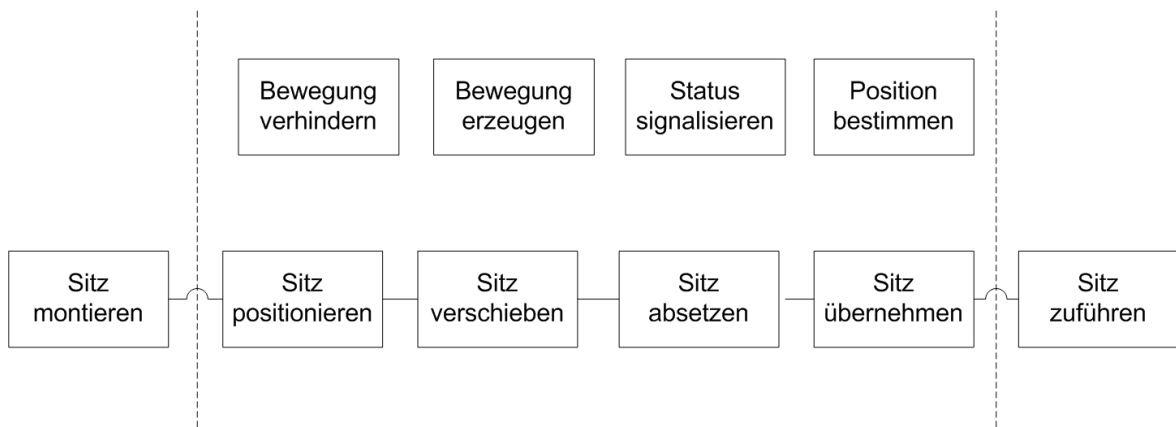 Bewegung
verhindern
Bewegung
erzeugen
Status
signalisieren
Position
bestimmen
Sitz
montieren
Sitz
positionieren
Sitz
verschieben
Sitz
absetzen
Sitz
übernehmen
Sitz
zuführen